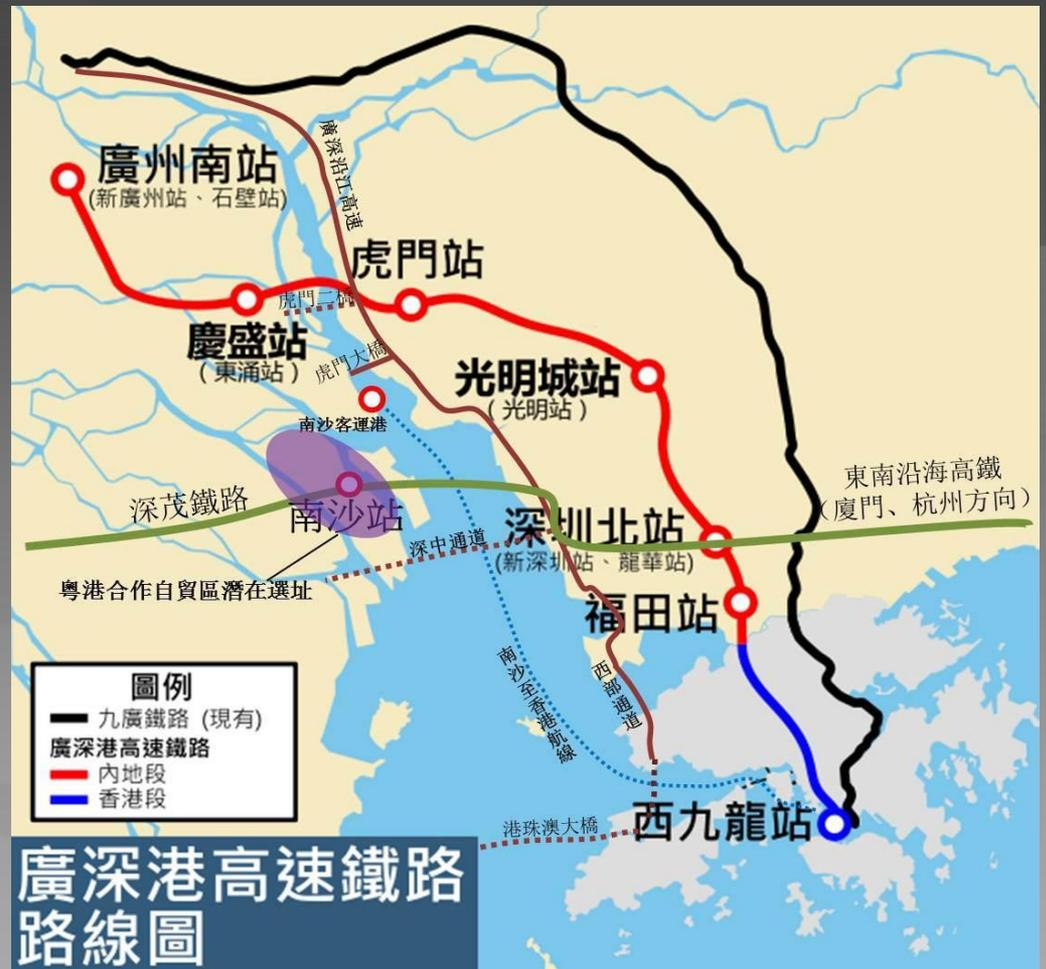 廣州南站
(新廣州站、石壁站)
廣深沿江高速
虎門站
虎門二橋
慶盛站
(東涌站)
虎門大橋
光明城站
(光明站)
南沙客運港
東南沿海高鐵
(廈門、杭州方向)
深茂鐵路
南沙站
深圳北站
(新深圳站、龍華站)
深中通道
粵港合作自貿區潛在選址
福田站
南沙至香港航線
西部通道
圖例
九廣鐵路 (現有)
廣深港高速鐵路
內地段
香港段
港珠澳大橋
西九龍站
廣深港高速鐵路
路線圖